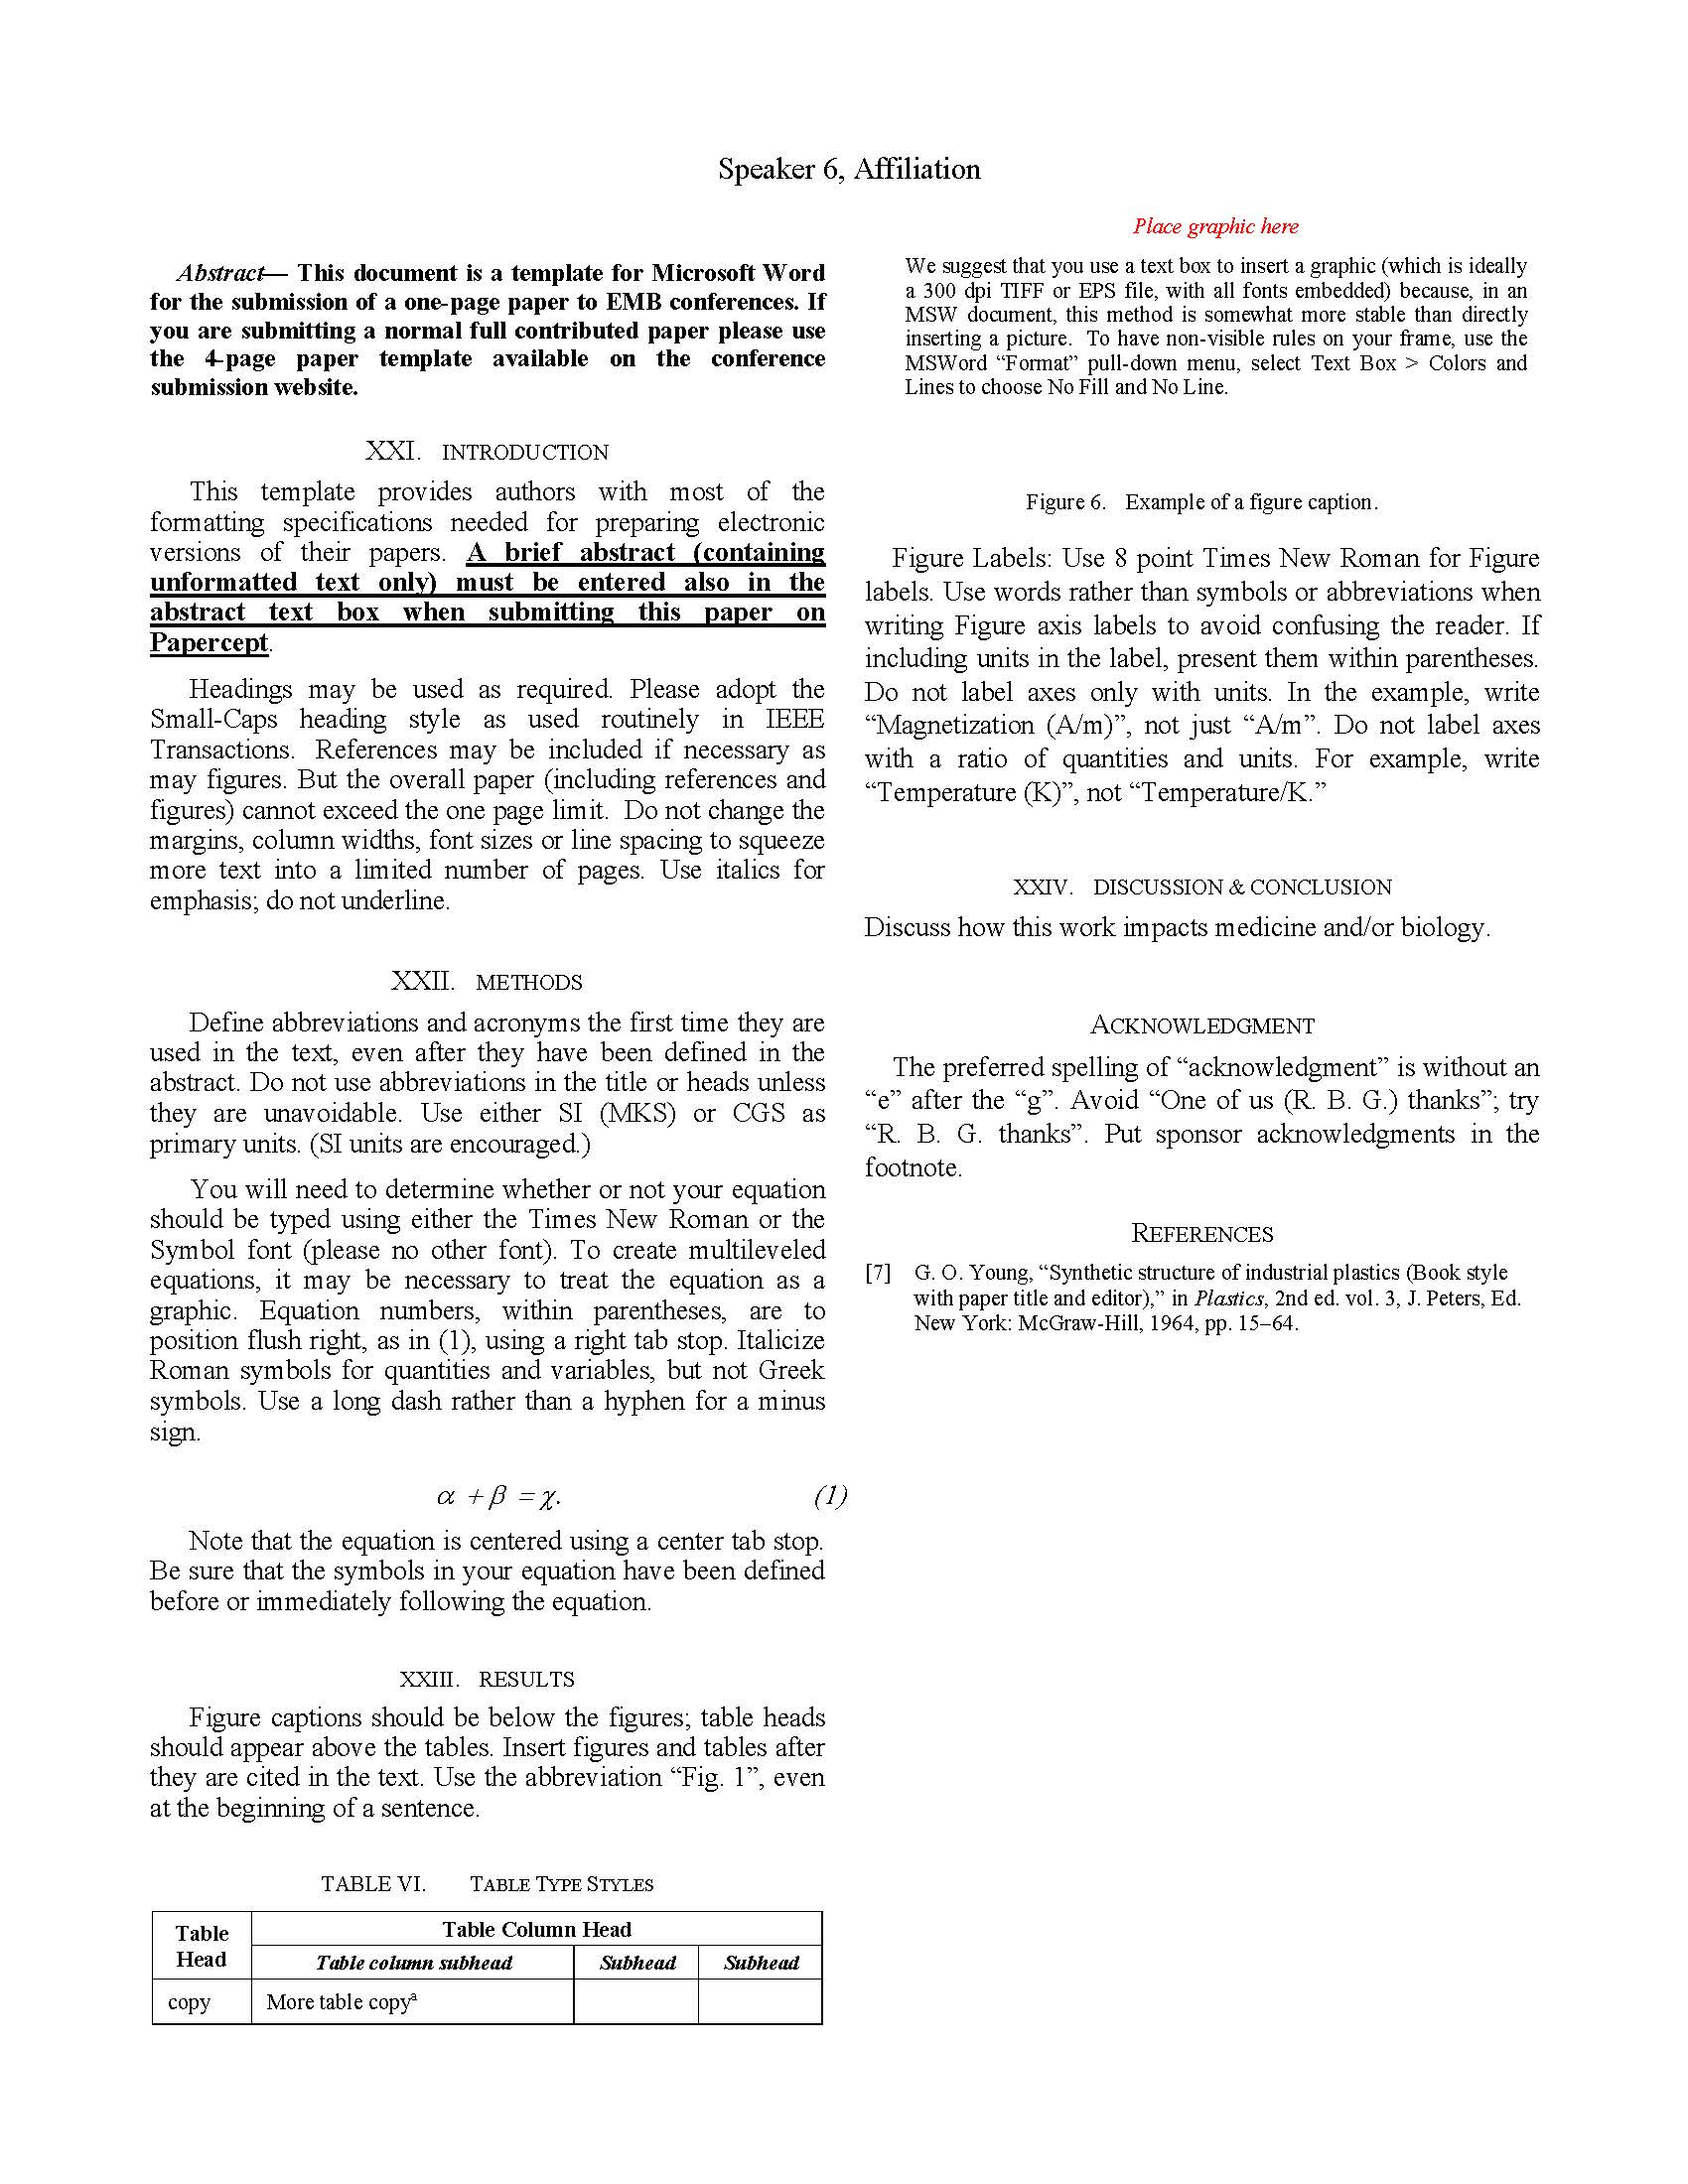 Speaker 6, Affiliation
Abstract— This document is a template for Microsoft Word
for the submission of a one-page paper to EMB conferences. If
you are submitting a normal full contributed paper please use
the 4-page paper template available on the conference
submission website.
XXI. INTRODUCTION
This template provides authors with most of the
formatting specifications needed for preparing electronic
versions of their papers. A brief abstract (containing
unformatted text only) must be entered also in the
abstract text box when submitting this paper on
Papercept.
Headings may be used as required. Please adopt the
Small-Caps heading style as used routinely in IEEE
Transactions. References may be included if necessary as
may figures. But the overall paper (including references and
figures) cannot exceed the one page limit. Do not change the
margins, column widths, font sizes or line spacing to squeeze
more text into a limited number of pages. Use italics for
emphasis; do not underline.
XXII. METHODS
Define abbreviations and acronyms the first time they are
used in the text, even after they have been defined in the
abstract. Do not use abbreviations in the title or heads unless
they are unavoidable. Use either SI (MKS) or CGS as
primary units. (SI units are encouraged.)
You will need to determine whether or not your equation
should be typed using either the Times New Roman or the
Symbol font (please no other font). To create multileveled
equations, it may be necessary to treat the equation as a
graphic. Equation numbers, within parentheses, are to
position flush right, as in (1), using a right tab stop. Italicize
Roman symbols for quantities and variables, but not Greek
symbols. Use a long dash rather than a hyphen for a minus
sign.
α + β = χ. (1)
Note that the equation is centered using a center tab stop.
Be sure that the symbols in your equation have been defined
before or immediately following the equation.
XXIII. RESULTS
Figure captions should be below the figures; table heads
should appear above the tables. Insert figures and tables after
they are cited in the text. Use the abbreviation “Fig. 1”, even
at the beginning of a sentence.
TABLE VI. TABLE TYPE STYLES
Table Head
Table Column Head
Table column subhead Subhead Subhead
copy More table copyª
Place graphic here
We suggest that you use a text box to insert a graphic (which is ideally
a 300 dpi TIFF or EPS file, with all fonts embedded) because, in an
MSW document, this method is somewhat more stable than directly
inserting a picture. To have non-visible rules on your frame, use the
MSWord “Format” pull-down menu, select Text Box > Colors and
Lines to choose No Fill and No Line.
Figure 6. Example of a figure caption.
Figure Labels: Use 8 point Times New Roman for Figure
labels. Use words rather than symbols or abbreviations when
writing Figure axis labels to avoid confusing the reader. If
including units in the label, present them within parentheses.
Do not label axes only with units. In the example, write
“Magnetization (A/m)”, not just “A/m”. Do not label axes
with a ratio of quantities and units. For example, write
“Temperature (K)”, not “Temperature/K.”
XXIV. DISCUSSION & CONCLUSION
Discuss how this work impacts medicine and/or biology.
ACKNOWLEDGMENT
The preferred spelling of “acknowledgment” is without an
“e” after the “g”. Avoid “One of us (R. B. G.) thanks”; try
“R. B. G. thanks”. Put sponsor acknowledgments in the
footnote.
REFERENCES
[7] G. O. Young, “Synthetic structure of industrial plastics (Book style
with paper title and editor),” in Plastics, 2nd ed. vol. 3, J. Peters, Ed.
New York: McGraw-Hill, 1964, pp. 15–64.